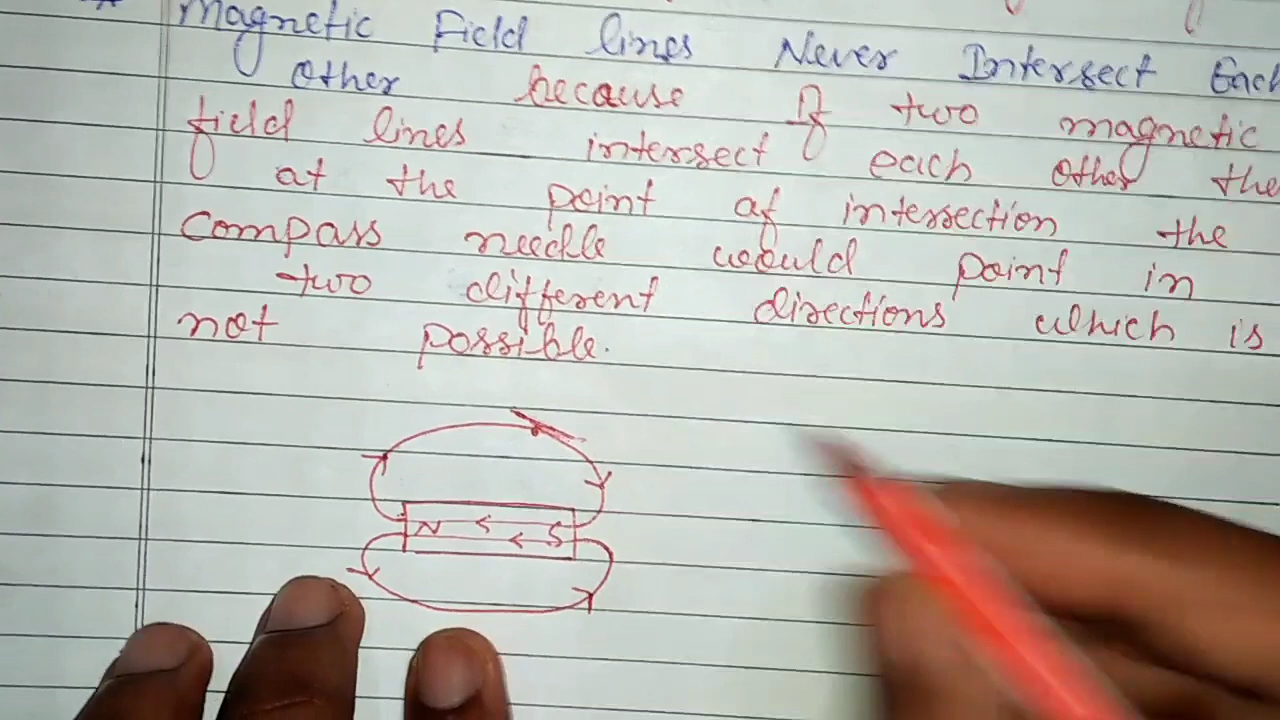 Magnetic Field lines Never Intersect Each
Other because If two magnetic
field lines intersect each other the
at the point of intersection the
Compass needle would point in
two different directions which is
not possible.
N S